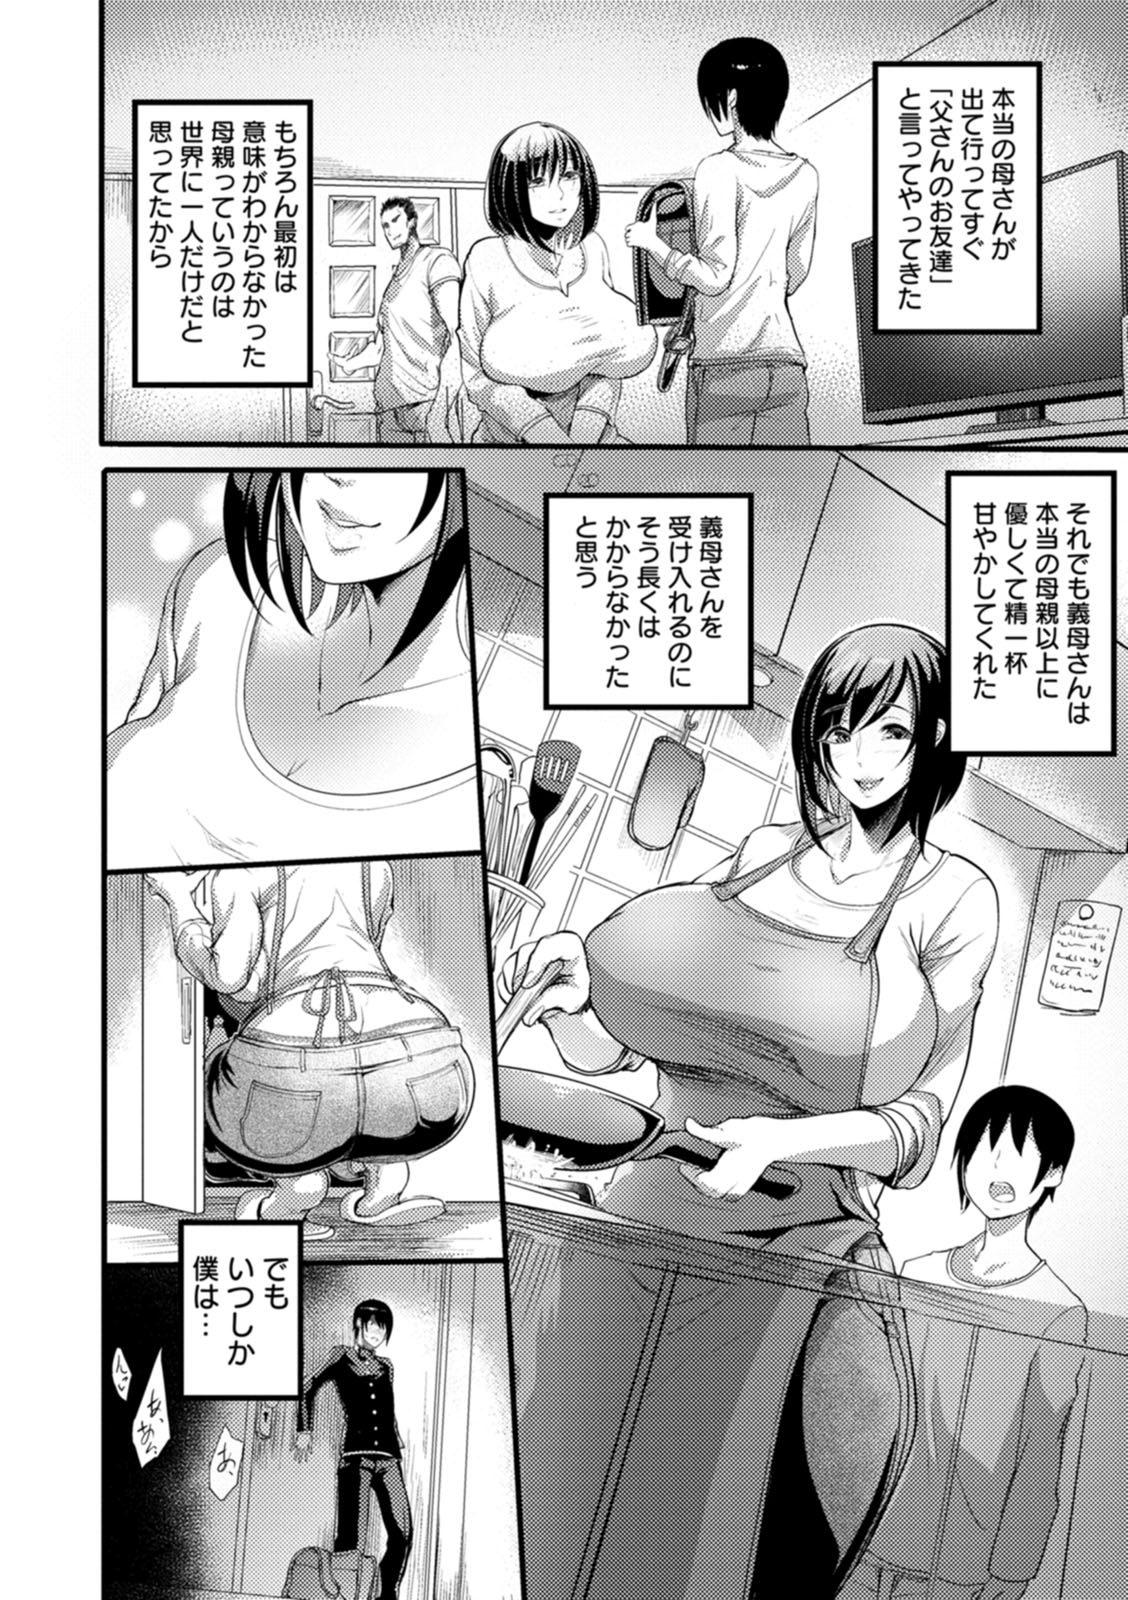 本当の母さんが
出て行ってすぐ
「父さんのお友達」
と言ってやってきた
もちろん最初は
意味がわからなかった
母親っていうのは
世界に一人だけだと
思ってたから
それでも義母さんは
本当の母親以上に
優しくて精一杯
甘やかしてくれた
義母さんを
受け入れるのに
そう長くは
かからなかった
と思う
でも
いつしか
僕は…
お、
あ、
あぁ、
んっ